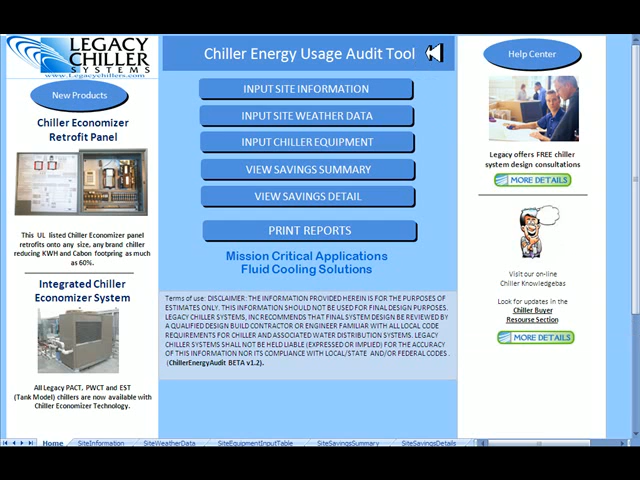 LEGACY
CHILLER
SYSTEMS
www.Legacychillers.com
New Products
Chiller Economizer
Retrofit Panel
This UL listed Chiller Economizer panel
retrofits onto any size, any brand chiller
reducing KWH and Cabon footpring as much
as 60%.
Integrated Chiller
Economizer System
All Legacy PACT, PWCT and EST
(Tank Model) chillers are now available with
Chiller Economizer Technology.
Chiller Energy Usage Audit Tool
INPUT SITE INFORMATION
INPUT SITE WEATHER DATA
INPUT CHILLER EQUIPMENT
VIEW SAVINGS SUMMARY
VIEW SAVINGS DETAIL
PRINT REPORTS
Mission Critical Applications
Fluid Cooling Solutions
Terms of use: DISCLAIMER: THE INFORMATION PROVIDED HEREIN IS FOR THE PURPOSES
OF ESTIMATES ONLY. THIS INFORMATION SHOULD NOT BE USED FOR FINAL DESIGN PURPOSES.
LEGACY CHILLER SYSTEMS, INC RECOMMENDS THAT FINAL SYSTEM DESIGN BE REVIEWED BY
A QUALIFIED DESIGN BUILD CONTRACTOR OR ENGINEER FAMILIAR WITH ALL LOCAL CODE
REQUIREMENTS FOR CHILLER AND ASSOCIATED WATER DISTRIBUTION SYSTEMS. LEGACY
CHILLER SYSTEMS SHALL NOT BE HELD LIABLE (EXPRESSED OR IMPLIED) FOR THE ACCURACY
OF THIS INFORMATION NOR ITS COMPLIANCE WITH LOCAL/STATE AND/OR FEDERAL CODES .
(ChillerEnergyAudit BETA v1.2).
Help Center
Legacy offers FREE chiller
system design consultations
MORE DETAILS
Visit our on-line
Chiller Knowledgebas
Look for updates in the
Chiller Buyer
Resourse Section
MORE DETAILS
Home SiteInformation SiteWeatherData SiteEquipmentInputTable SiteSavingsSummary SiteSavingsDetails